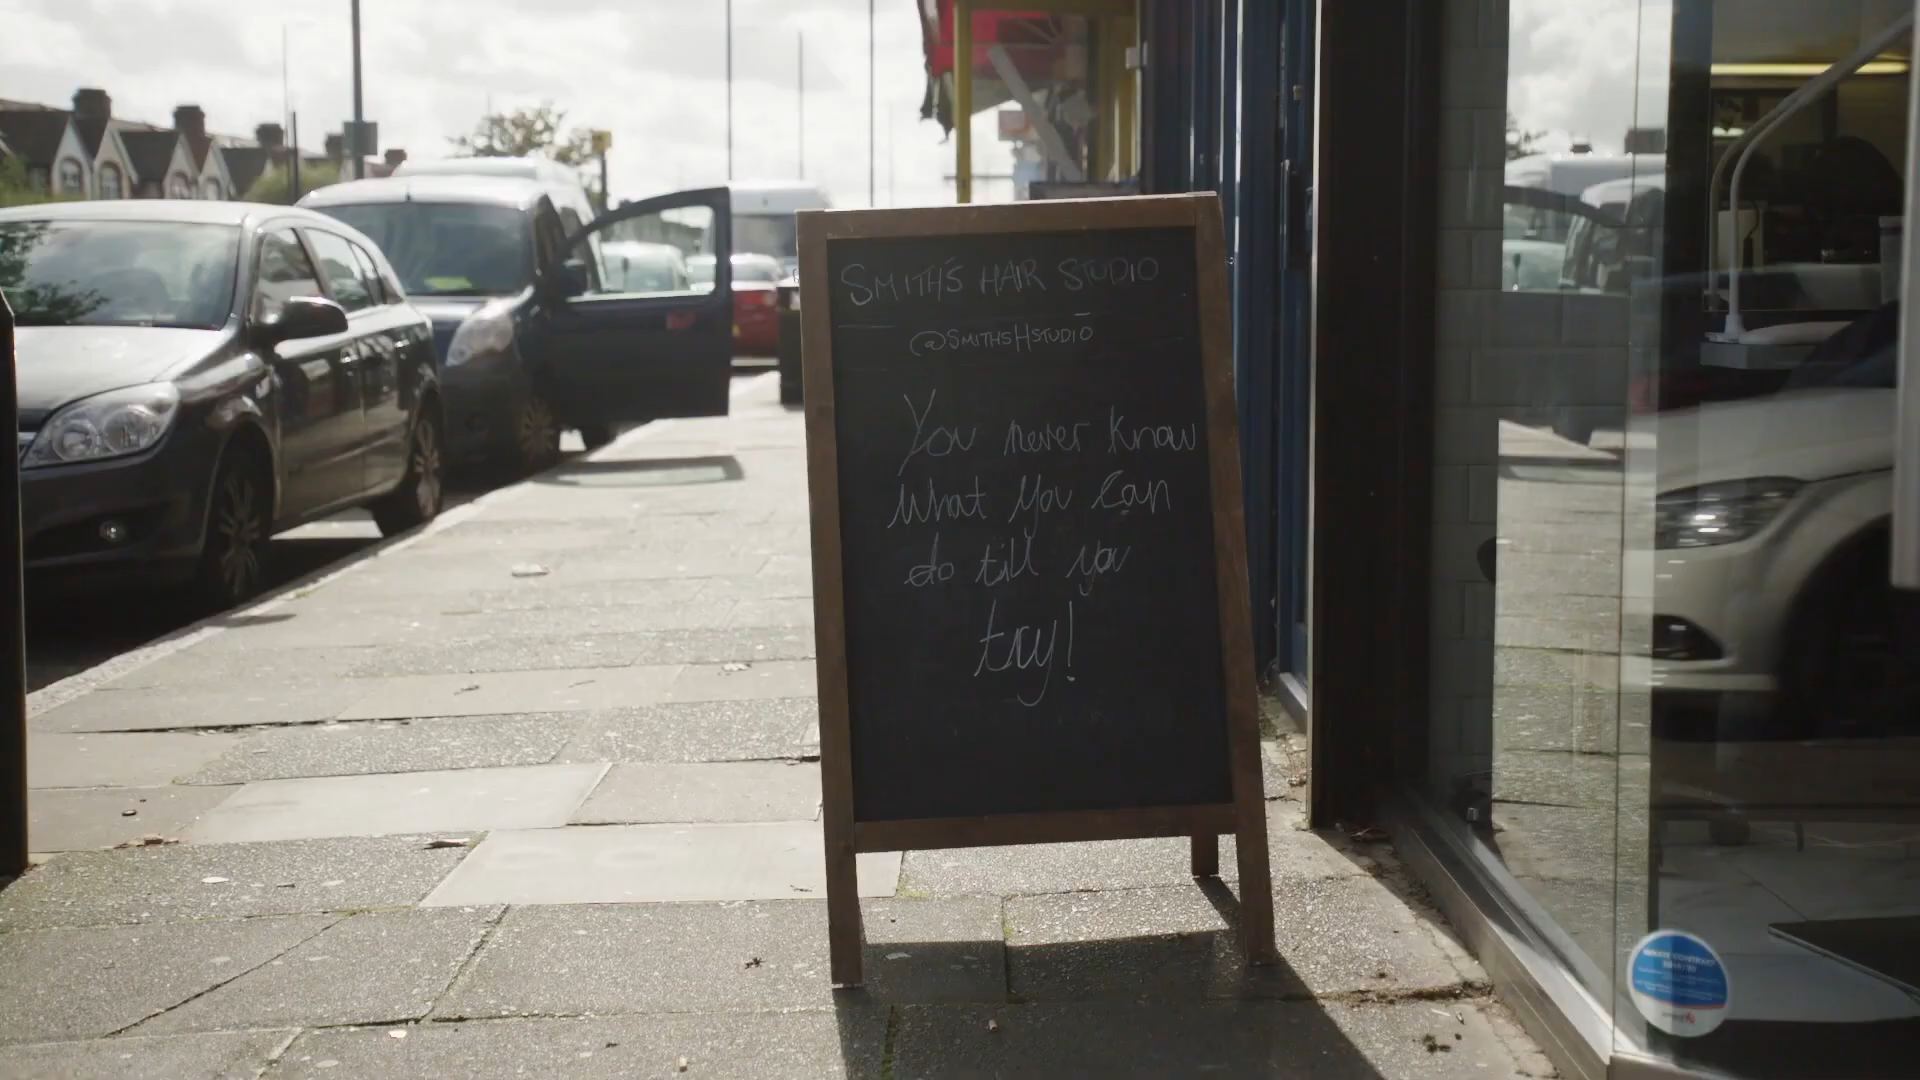 SMITH'S HAIR STUDIO
@SMITHSHSTUDIO
You never know
what you can
do till you
try!